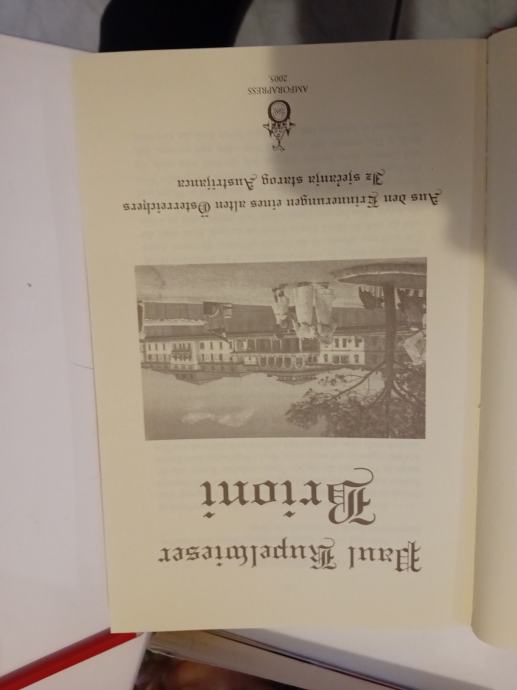 Paul Kupelwieser
Brioni
Aus den Erinnerungen eines alten Österreichers
Iz sjećanja starog Austrijanca
AMFORAPRESS
2005.